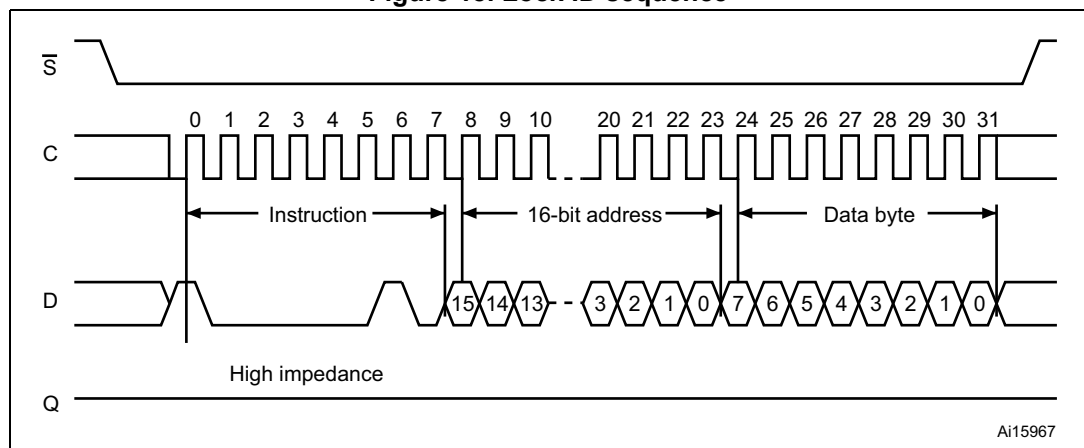 Figure 18. Lock ID sequence
S
0 1 2 3 4 5 6 7 8 9 10 20 21 22 23 24 25 26 27 28 29 30 31
C
Instruction 16-bit address Data byte
D
15 14 13 3 2 1 0 7 6 5 4 3 2 1 0
High impedance
Q
Ai15967